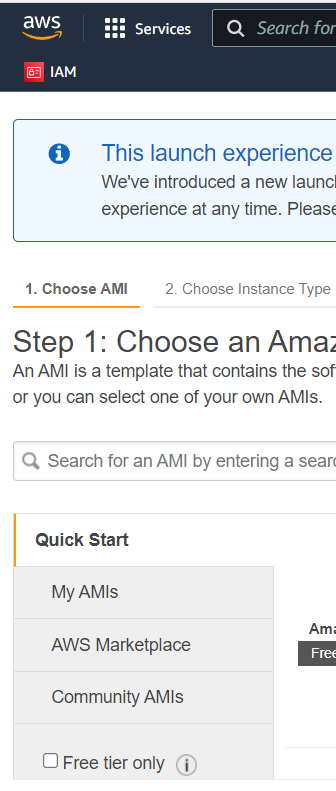 aws
Services
Search for
IAM
This launch experience
We've introduced a new launch
experience at any time. Please
1. Choose AMI
2. Choose Instance Type
Step 1: Choose an Amaz
An AMI is a template that contains the sof
or you can select one of your own AMIs.
Search for an AMI by entering a sear
Quick Start
My AMIs
AWS Marketplace
Community AMIs
Free tier only
Ama
Free